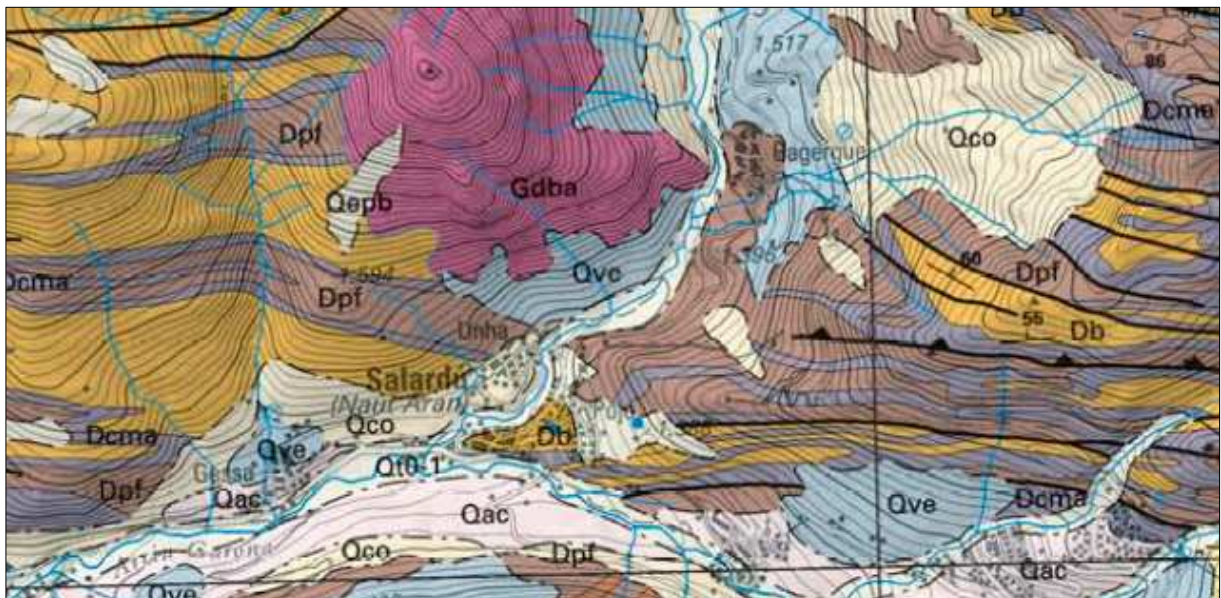 1.517
86
Dcma
Dpf
Qco
Bagergue
Gdba
Qepb
60
1.396
Dpf
Qvc
1.594
Dcma
Dpf
55
Db
Unha
Salardú
(Naut Aran)
Qco
Dcma
Db
Qve
Gessa
Qt0-1
Dpf
Qac
Qve
Dcma
Qac
Qco
Dpf
Qac
Qve